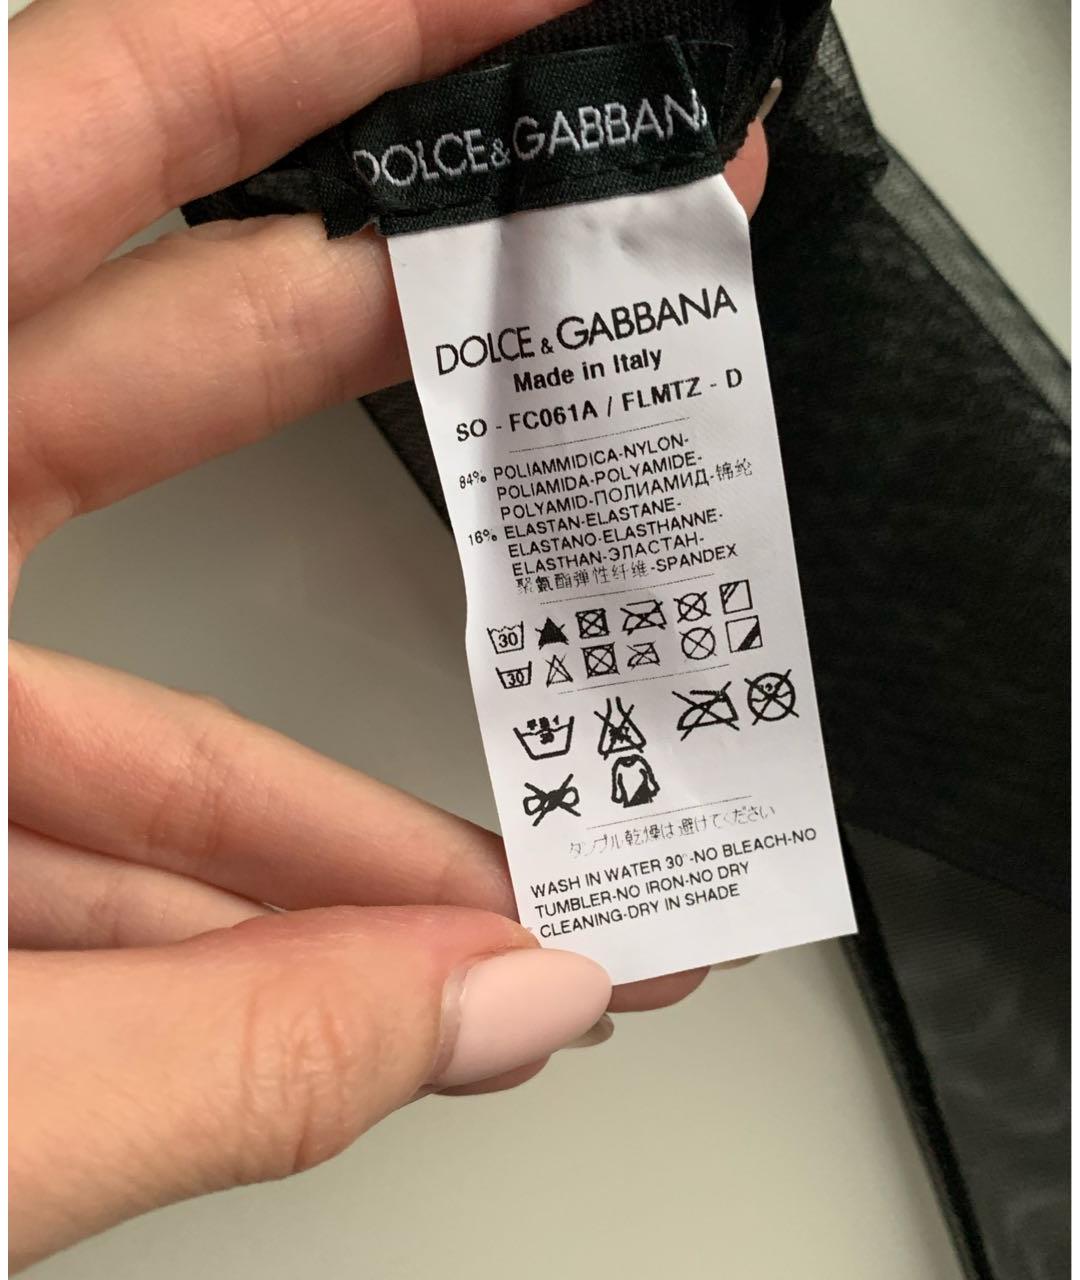 DOLCE&GABBANA
DOLCE & GABBANA
Made in Italy
SO - FC061A / FLMTZ - D
84% POLIAMMIDICA-NYLON-
POLIAMIDA-POLYAMIDE-
POLYAMID-ПОЛИАМИД-锦纶
16% ELASTAN-ELASTANE-
ELASTANO-ELASTHANNE-
ELASTHAN-ЭЛАСТАН-
聚氨酯弹性纤维-SPANDEX
30
30
タンブル乾燥は避けてください
WASH IN WATER 30°-NO BLEACH-NO
TUMBLER-NO IRON-NO DRY
CLEANING-DRY IN SHADE